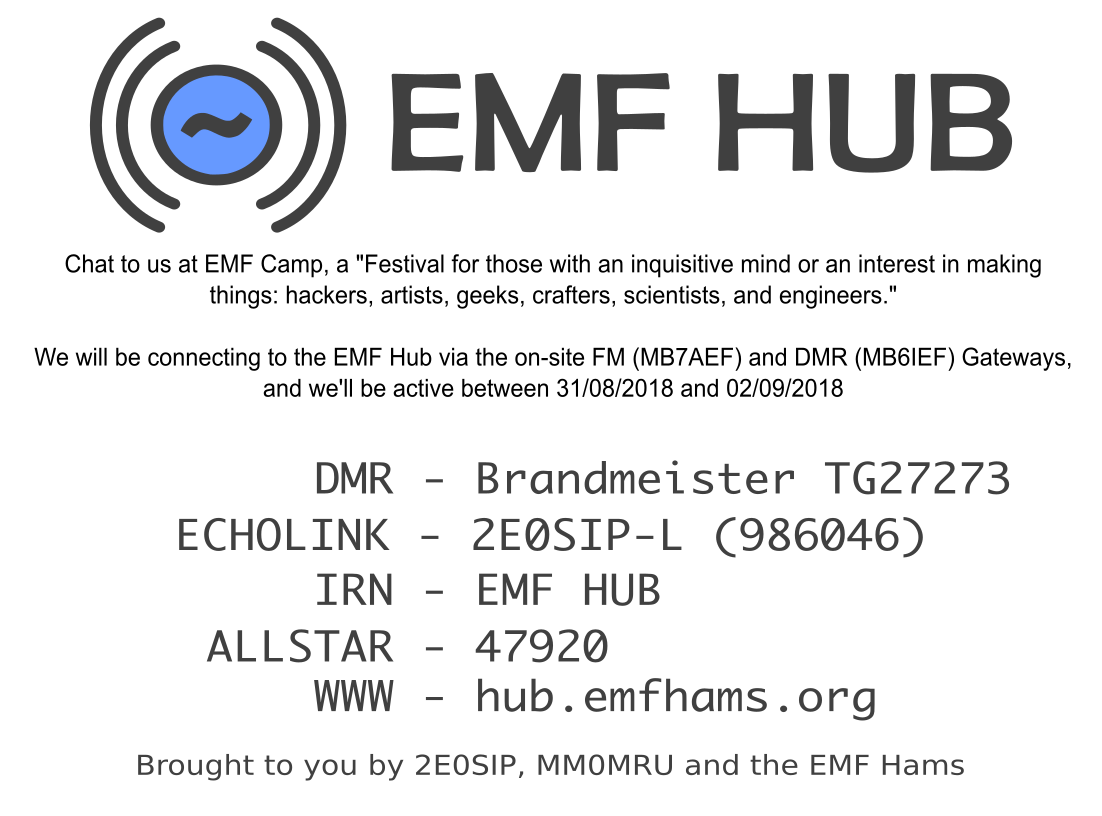 EMF HUB
Chat to us at EMF Camp, a "Festival for those with an inquisitive mind or an interest in making
things: hackers, artists, geeks, crafters, scientists, and engineers."
We will be connecting to the EMF Hub via the on-site FM (MB7AEF) and DMR (MB6IEF) Gateways,
and we'll be active between 31/08/2018 and 02/09/2018
DMR - Brandmeister TG27273
ECHOLINK - 2E0SIP-L (986046)
IRN - EMF HUB
ALLSTAR - 47920
WWW - hub.emfhams.org
Brought to you by 2E0SIP, MM0MRU and the EMF Hams